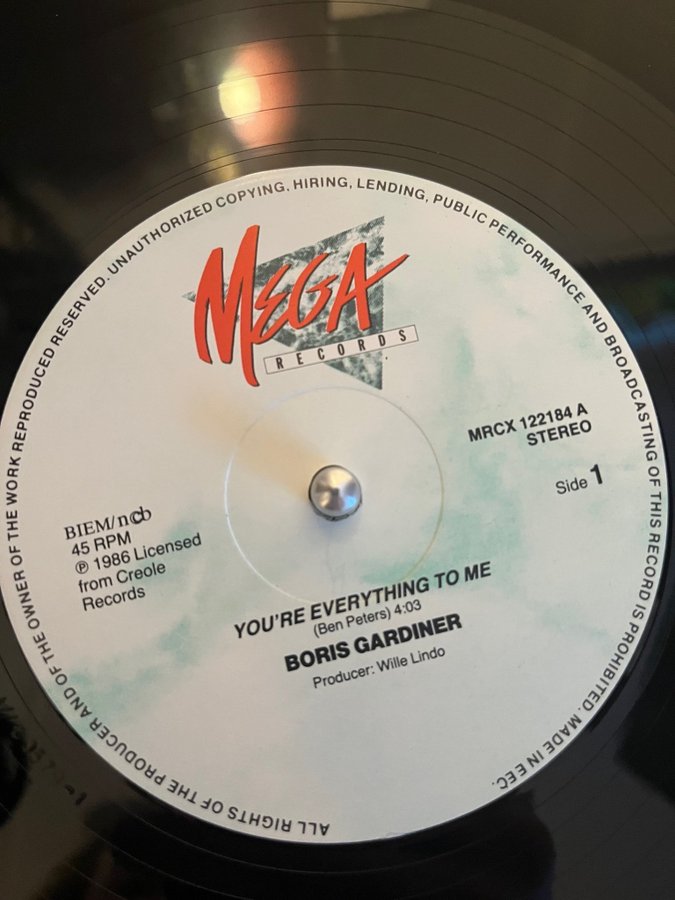 MEGA
RECORDS
MRCX 122184 A
STEREO
Side 1
BIEM/ncb
45 RPM
℗ 1986 Licensed
from Creole
Records
YOU'RE EVERYTHING TO ME
(Ben Peters) 4:03
BORIS GARDINER
Producer: Wille Lindo
ALL RIGHTS OF THE PRODUCER AND OF THE OWNER OF THE WORK REPRODUCED RESERVED. UNAUTHORIZED COPYING, HIRING, LENDING, PUBLIC PERFORMANCE AND BROADCASTING OF THIS RECORD IS PROHIBITED. MADE IN EEC.